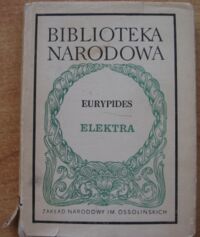 BIBLIOTEKA
NARODOWA
EURYPIDES
ELEKTRA
ZAKŁAD NARODOWY IM. OSSOLIŃSKICH